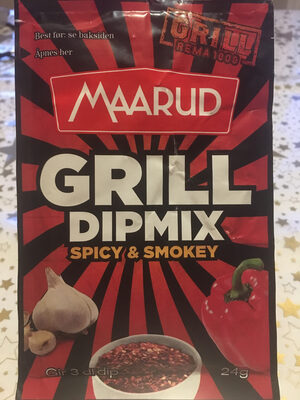 Best før: se baksiden
Åpnes her
GRILL
REMA 1000
MAARUD
GRILL
DIPMIX
SPICY & SMOKEY
Gir 3 dl dip
24g